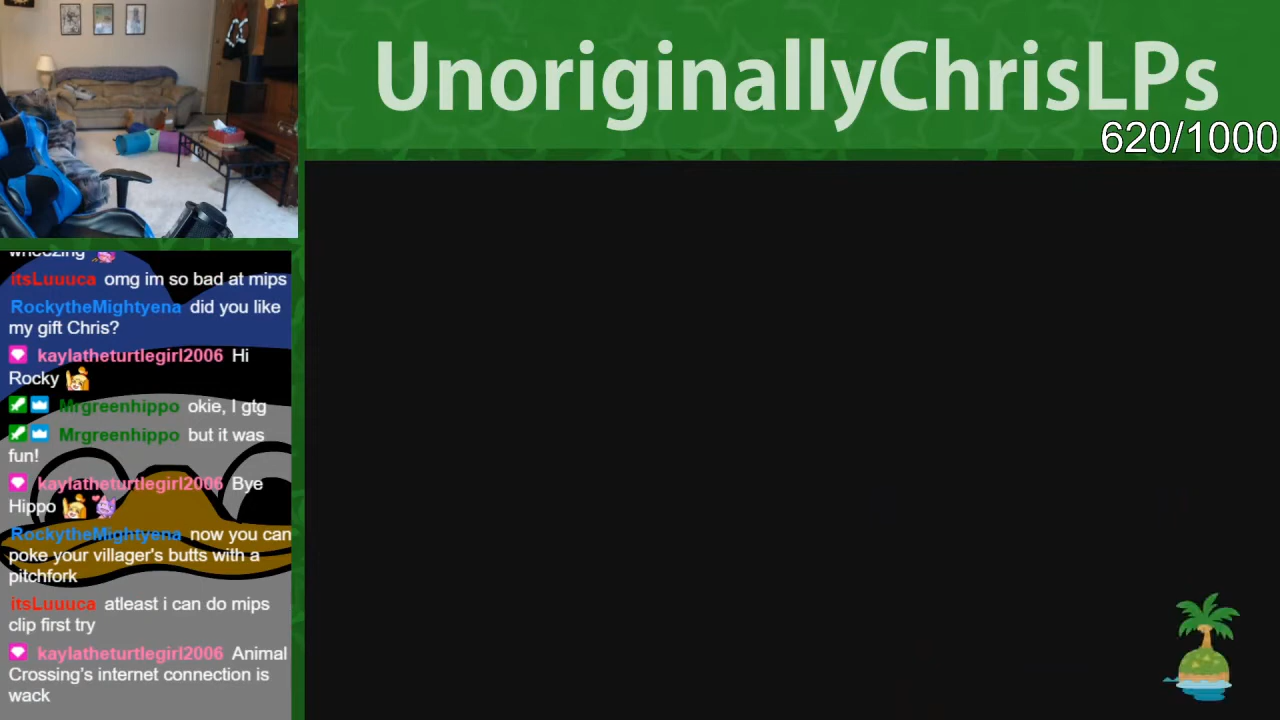 UnoriginallyChrisLPs
620/1000
wheezing
itsLuuuca omg im so bad at mips
RockytheMightyena did you like
my gift Chris?
kaylatheturtlegirl2006 Hi
Rocky
Mrgreenhippo okie, I gtg
Mrgreenhippo but it was
fun!
kaylatheturtlegirl2006 Bye
Hippo
RockytheMightyena now you can
poke your villager's butts with a
pitchfork
itsLuuuca atleast i can do mips
clip first try
kaylatheturtlegirl2006 Animal
Crossing's internet connection is
wack